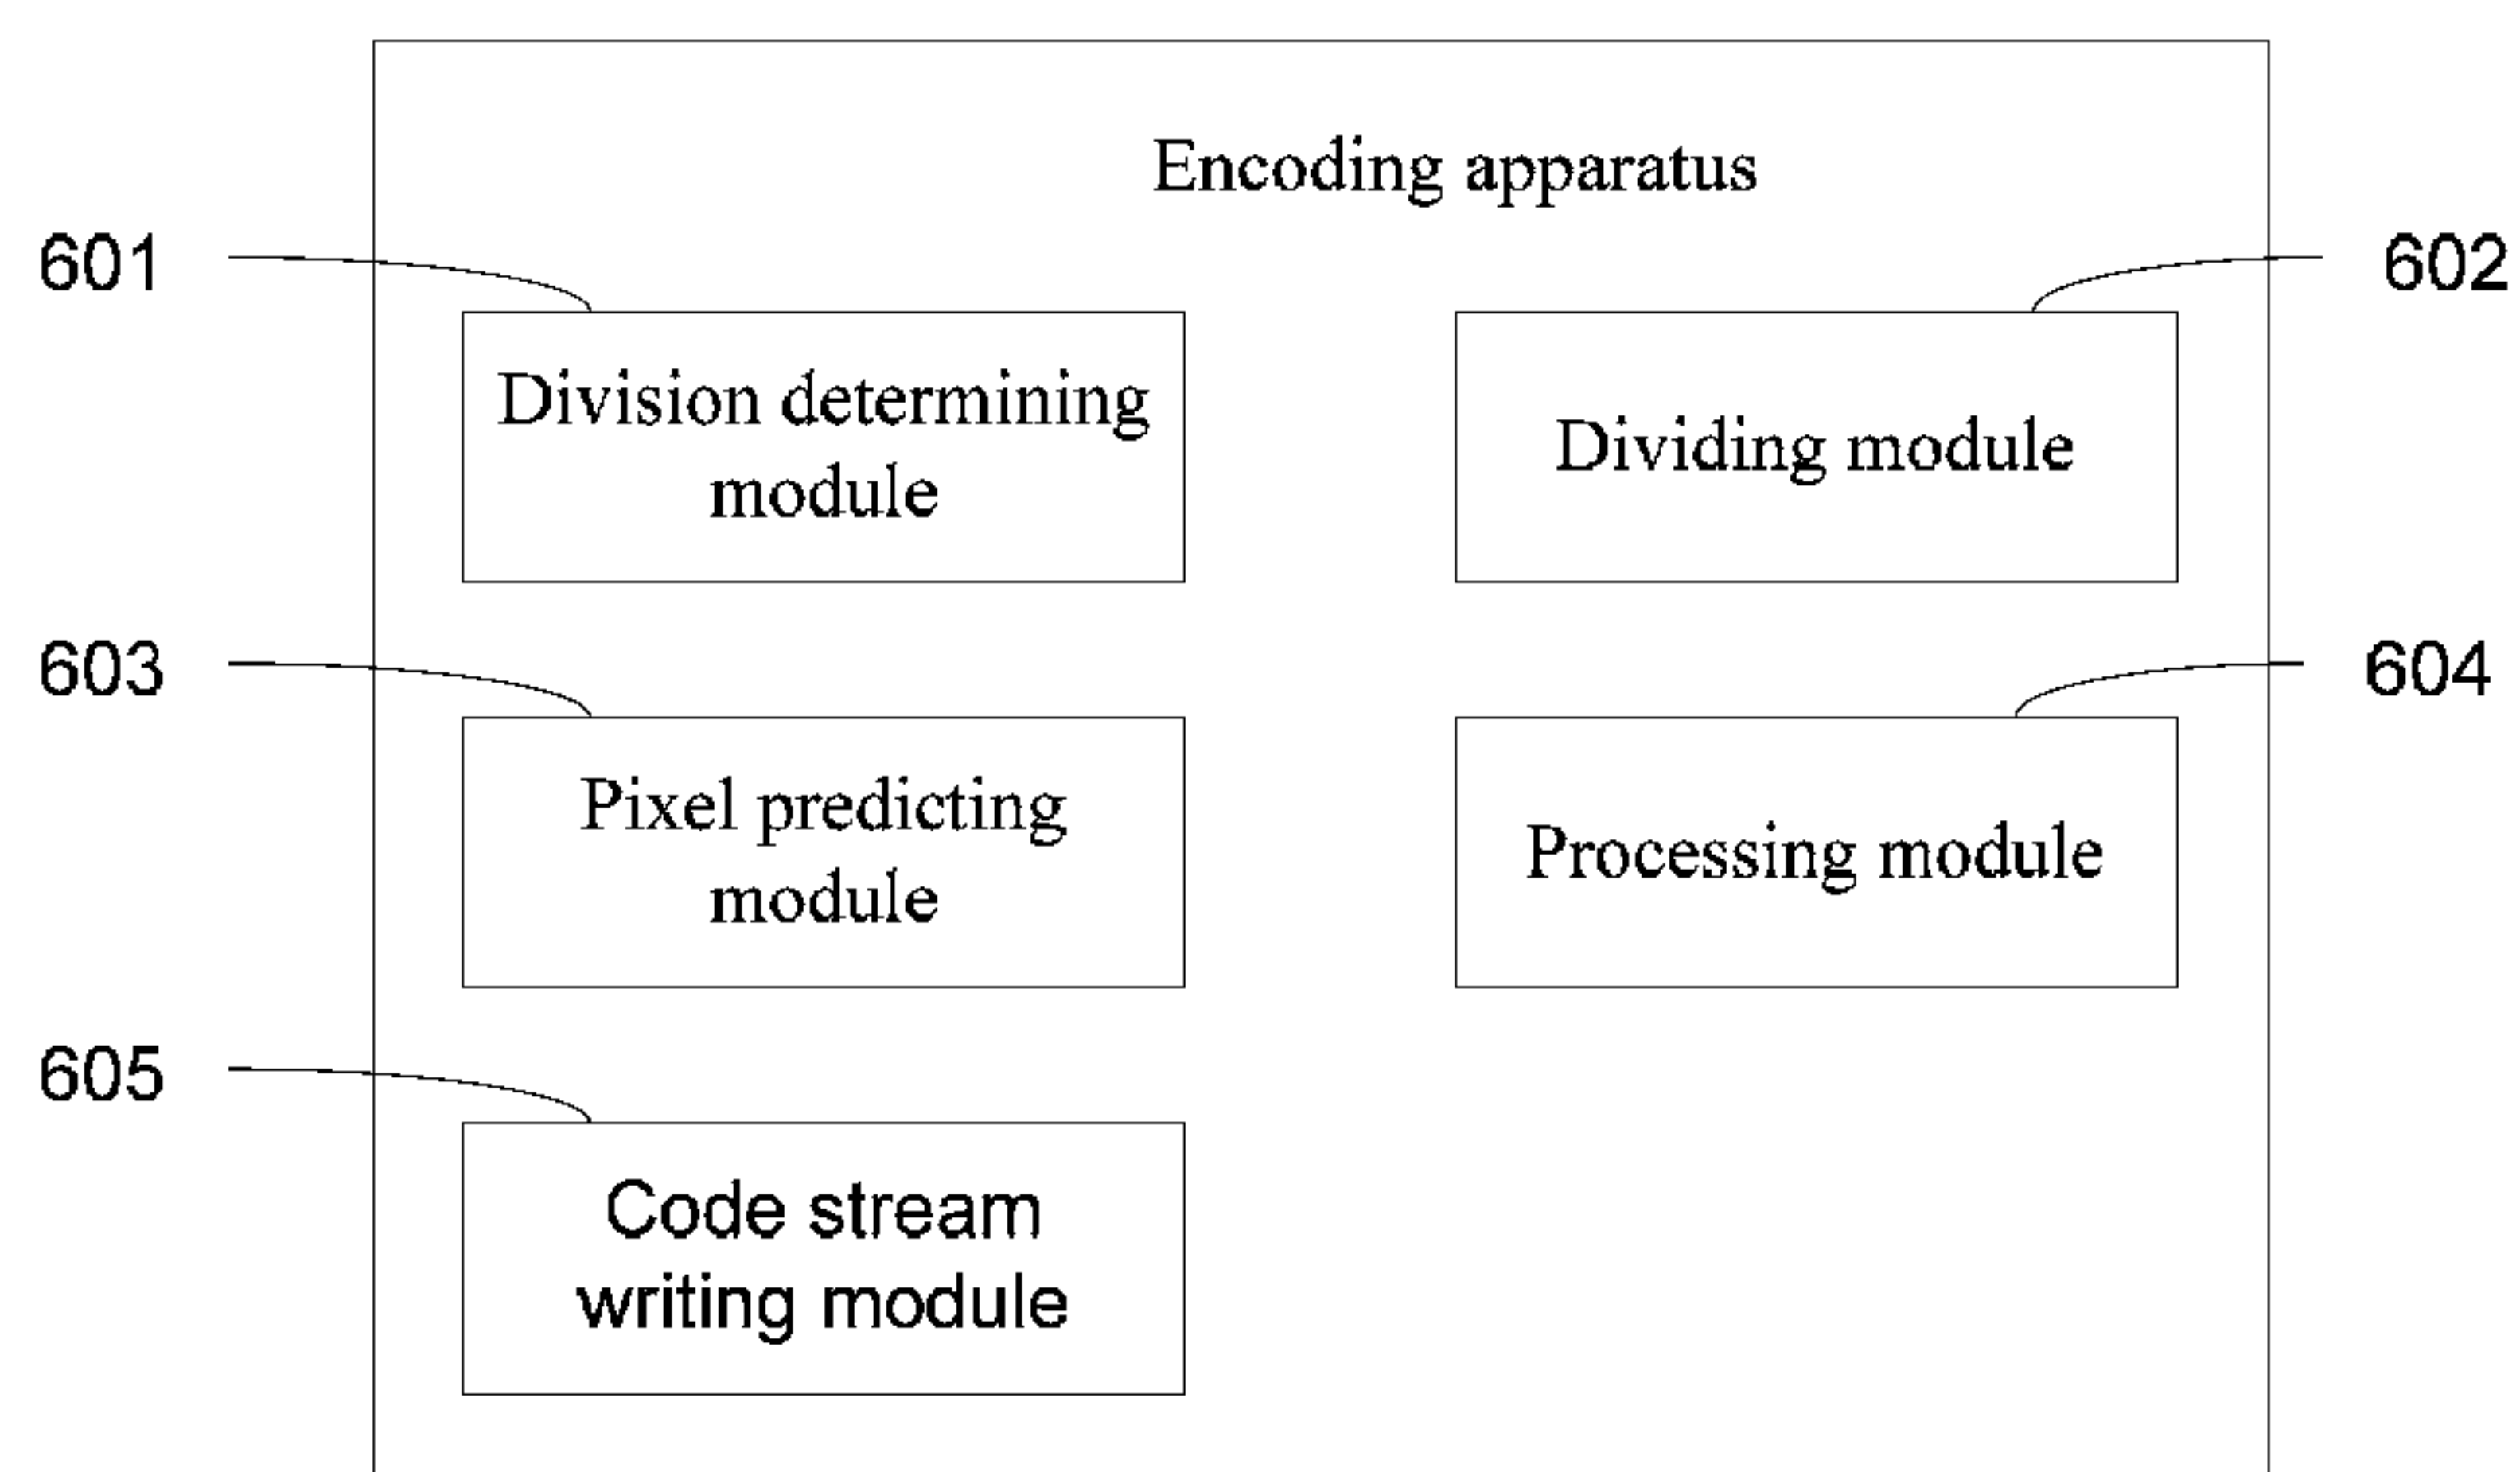 Encoding apparatus
601
602
Division determining
module
Dividing module
603
604
Pixel predicting
module
Processing module
605
Code stream
writing module